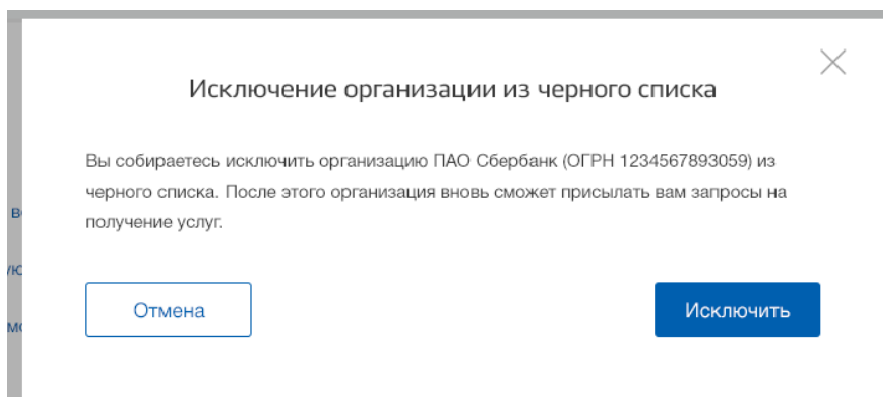 Исключение организации из черного списка
Вы собираетесь исключить организацию ПАО Сбербанк (ОГРН 1234567893059) из
черного списка. После этого организация вновь сможет присылать вам запросы на
получение услуг.
Отмена
Исключить